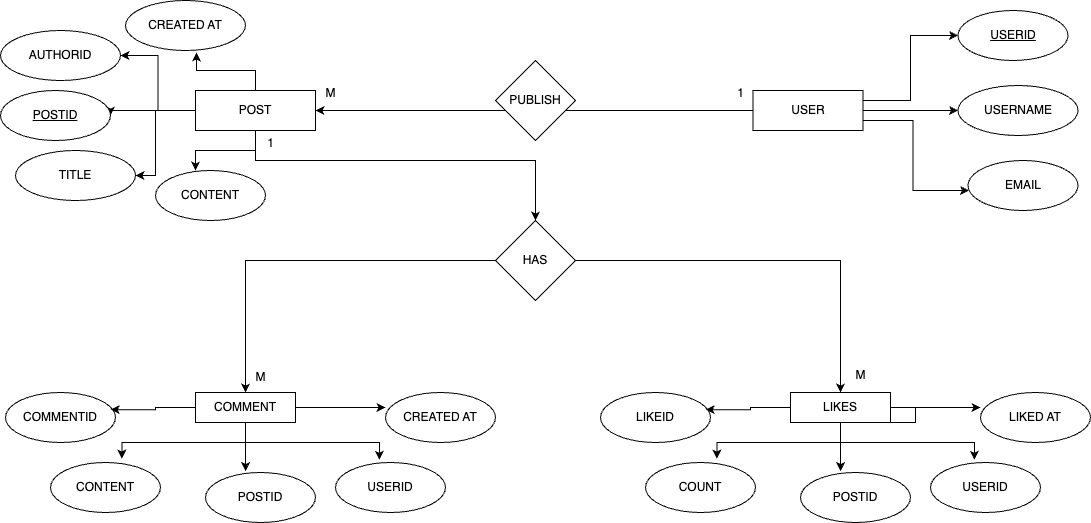 CREATED AT
AUTHORID
USERID
POSTID
POST
M
PUBLISH
1
USER
USERNAME
1
TITLE
CONTENT
EMAIL
HAS
M
M
COMMENTID
COMMENT
CREATED AT
LIKEID
LIKES
LIKED AT
CONTENT
POSTID
USERID
COUNT
POSTID
USERID